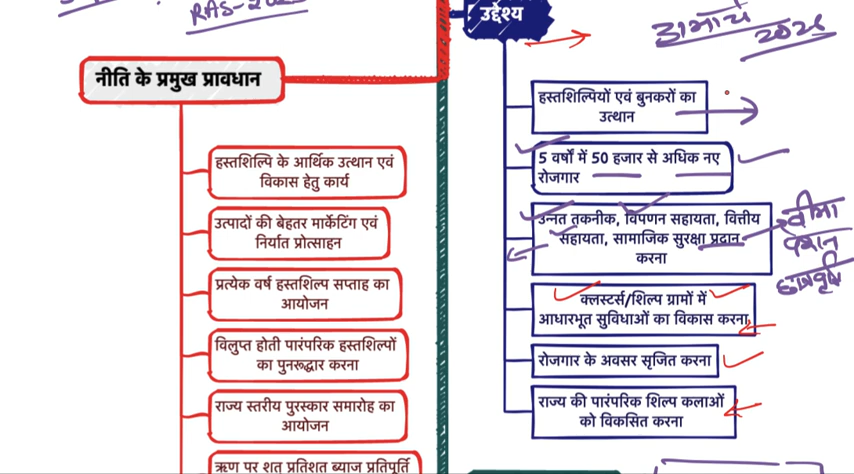 RAS-
उद्देश्य
2026
नीति के प्रमुख प्रावधान
हस्तशिल्पि के आर्थिक उत्थान एवं
विकास हेतु कार्य
उत्पादों की बेहतर मार्केटिंग एवं
निर्यात प्रोत्साहन
प्रत्येक वर्ष हस्तशिल्प सप्ताह का
आयोजन
विलुप्त होती पारंपरिक हस्तशिल्पों
का पुनरूद्धार करना
राज्य स्तरीय पुरस्कार समारोह का
आयोजन
ऋण पर शत प्रतिशत ब्याज प्रतिपूर्ति
हस्तशिल्पियों एवं बुनकरों का
उत्थान
5 वर्षों में 50 हजार से अधिक नए
रोजगार
उन्नत तकनीक, विपणन सहायता, वित्तीय
सहायता, सामाजिक सुरक्षा प्रदान
करना
बीमा
पेंशन
छात्रवृत्ति
क्लस्टर्स/शिल्प ग्रामों में
आधारभूत सुविधाओं का विकास करना
रोजगार के अवसर सृजित करना
राज्य की पारंपरिक शिल्प कलाओं
को विकसित करना